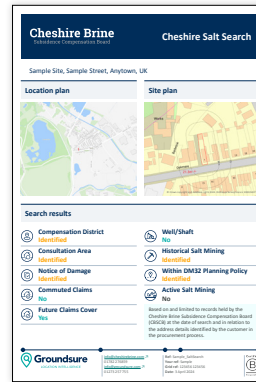 Cheshire Brine
Subsidence Compensation Board
Cheshire Salt Search
Sample Site, Sample Street, Anytown, UK
Location plan
Site plan
Search results
Compensation District
Identified
Consultation Area
Identified
Notice of Damage
Identified
Commuted Claims
No
Future Claims Cover
Yes
Well/Shaft
No
Historical Salt Mining
Identified
Within DM32 Planning Policy
Identified
Active Salt Mining
No
Based on and limited to records held by the
Cheshire Brine Subsidence Compensation Board
(CBSCB) at the date of search and in relation to
the address details identified by the customer in
the procurement process.
Groundsure